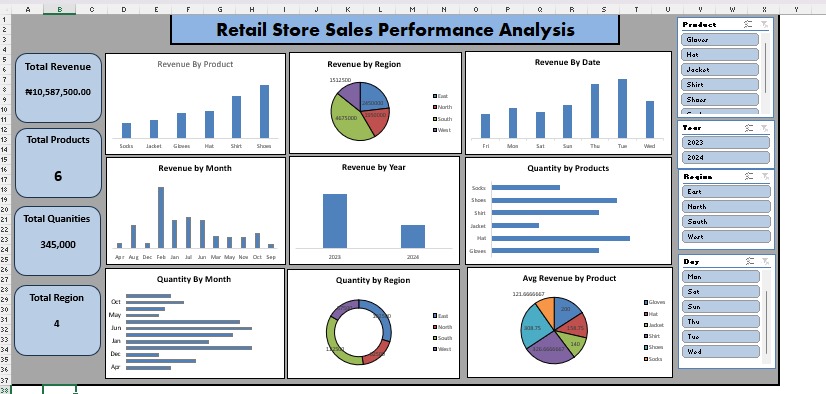 A B C D E F G H I J K L M N O P Q R S T U V W X Y
Retail Store Sales Performance Analysis
Total Revenue
₦10,587,500.00
Total Products
6
Total Quanities
345,000
Total Region
4
Revenue By Product
Socks Jacket Gloves Hat Shirt Shoes
Revenue by Region
1512500
4675000
East
North
South
West
Revenue By Date
Fri Mon Sat Sun Thu Tue Wed
Revenue by Month
Apr Aug Dec Feb Jan Jul Jun Mar May Nov Oct Sep
Revenue by Year
2023 2024
Quantity by Products
Socks
Shoes
Shirt
Jacket
Hat
Gloves
Quantity By Month
Oct
May
Jun
Jan
Dec
Apr
Quantity by Region
East
North
South
West
Avg Revenue by Product
123.6666667
240
Gloves
Hat
Jacket
Shirt
Shoes
Socks
Product
Gloves
Hat
Jacket
Shirt
Shoes
Year
2023
2024
Region
East
North
South
West
Day
Mon
Sat
Sun
Thu
Tue
Wed